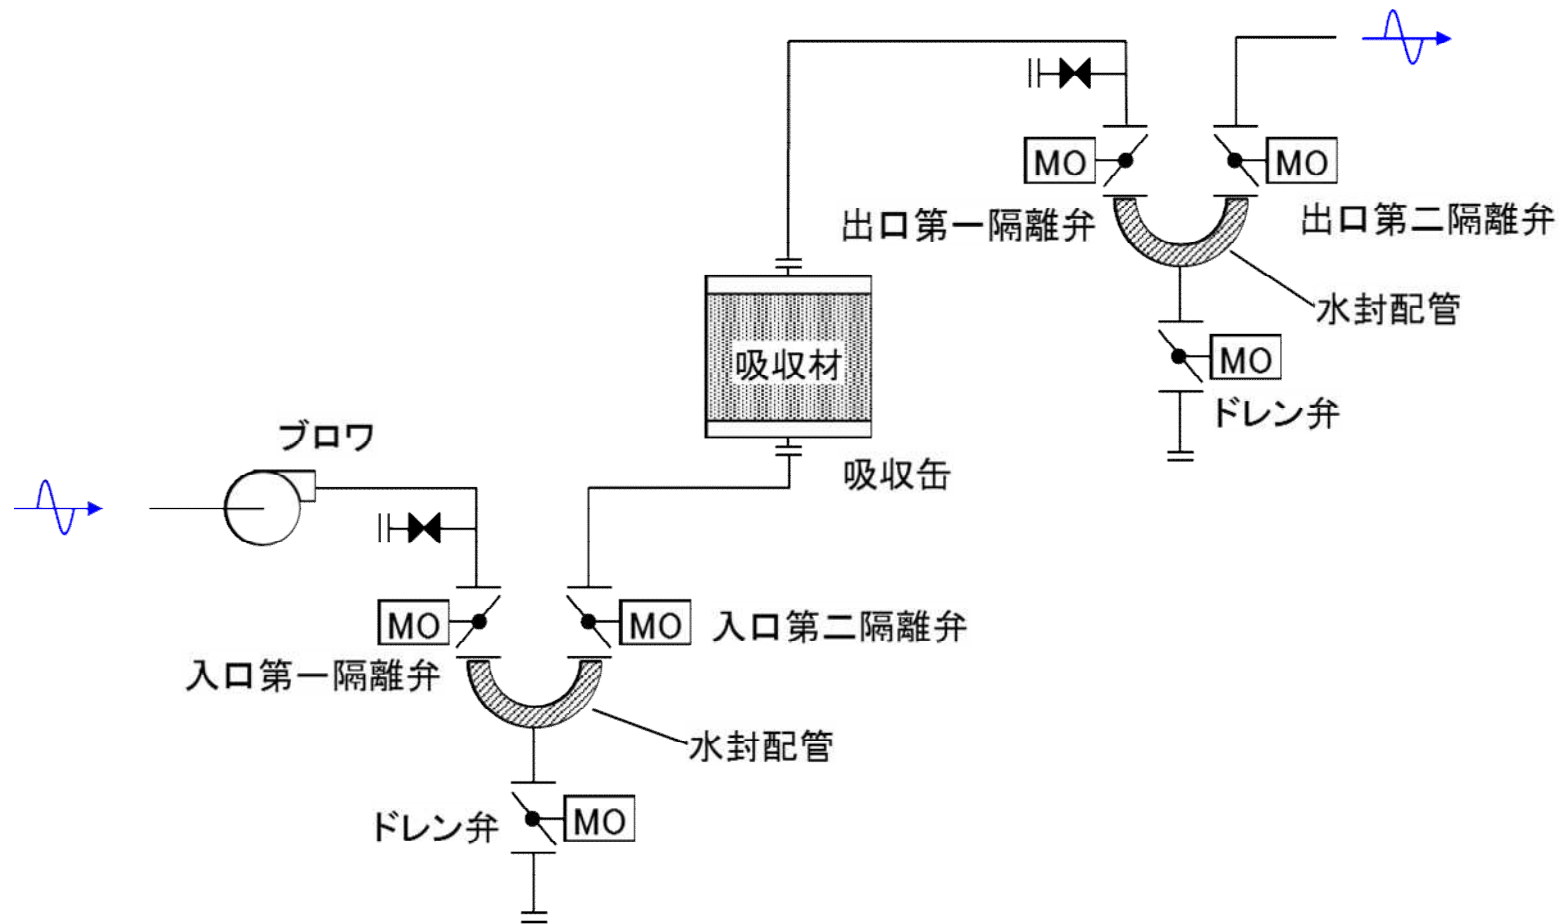 MO
MO
出口第一隔離弁
出口第二隔離弁
水封配管
MO
ドレン弁
吸収材
吸収缶
ブロワ
MO
MO
入口第二隔離弁
入口第一隔離弁
水封配管
ドレン弁
MO